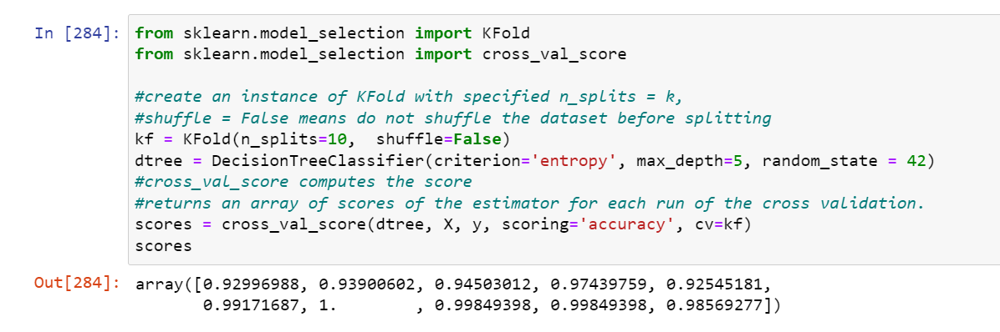 In [284]: from sklearn.model_selection import KFold
from sklearn.model_selection import cross_val_score
#create an instance of KFold with specified n_splits = k,
#shuffle = False means do not shuffle the dataset before splitting
kf = KFold(n_splits=10,  shuffle=False)
dtree = DecisionTreeClassifier(criterion='entropy', max_depth=5, random_state = 42)
#cross_val_score computes the score
#returns an array of scores of the estimator for each run of the cross validation.
scores = cross_val_score(dtree, X, y, scoring='accuracy', cv=kf)
scores
Out[284]: array([0.92996988, 0.93900602, 0.94503012, 0.97439759, 0.92545181,
0.99171687, 1.        , 0.99849398, 0.99849398, 0.98569277])